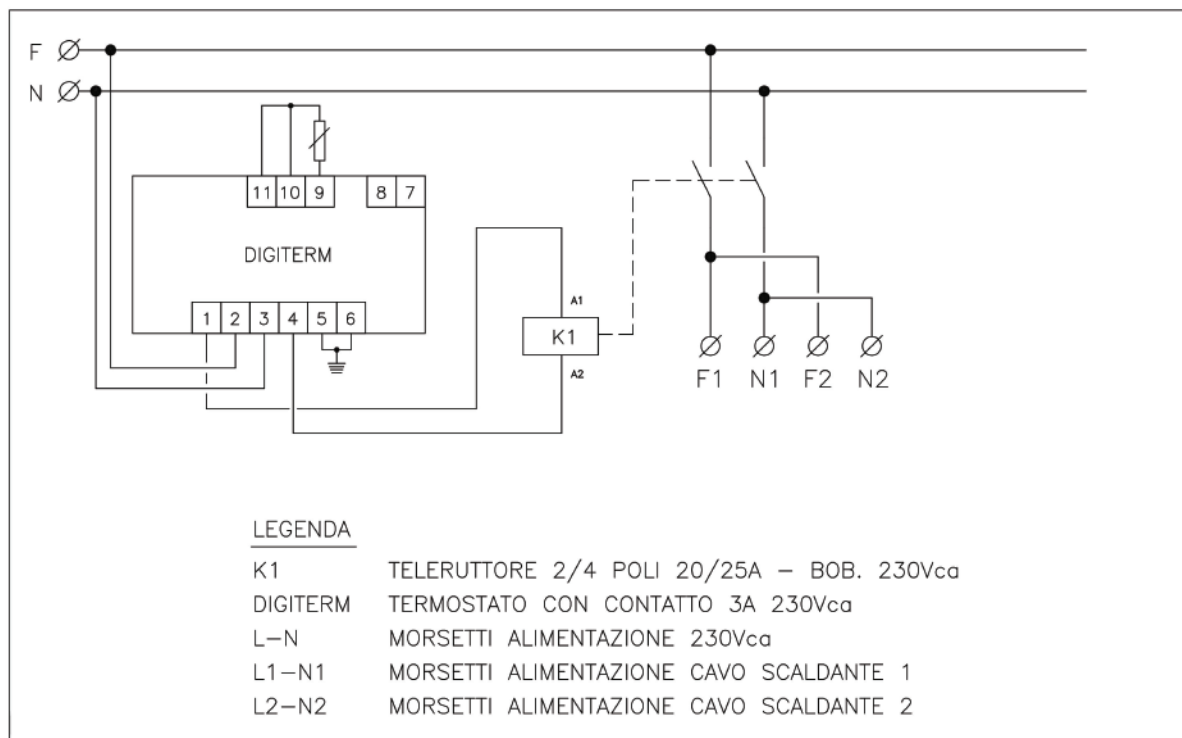 F
N
11 10 9 8 7
DIGITERM
1 2 3 4 5 6
A1
K1
A2
F1 N1 F2 N2
LEGENDA
K1 TELERUTTORE 2/4 POLI 20/25A – BOB. 230Vca
DIGITERM TERMOSTATO CON CONTATTO 3A 230Vca
L–N MORSETTI ALIMENTAZIONE 230Vca
L1–N1 MORSETTI ALIMENTAZIONE CAVO SCALDANTE 1
L2–N2 MORSETTI ALIMENTAZIONE CAVO SCALDANTE 2